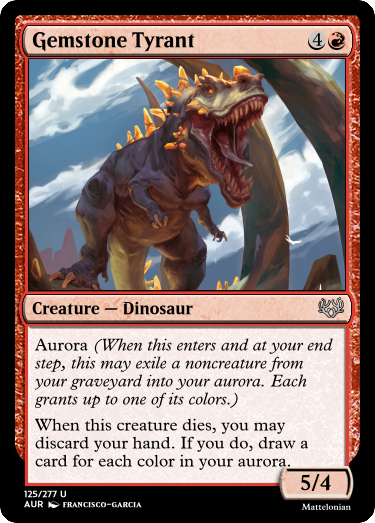 Gemstone Tyrant 4
Creature — Dinosaur
Aurora (When this enters and at your end
step, this may exile a noncreature from
your graveyard into your aurora. Each
grants up to one of its colors.)
When this creature dies, you may
discard your hand. If you do, draw a
card for each color in your aurora.
5/4
125/277 U
AUR FRANCISCO-GARCIA
Mattelonian